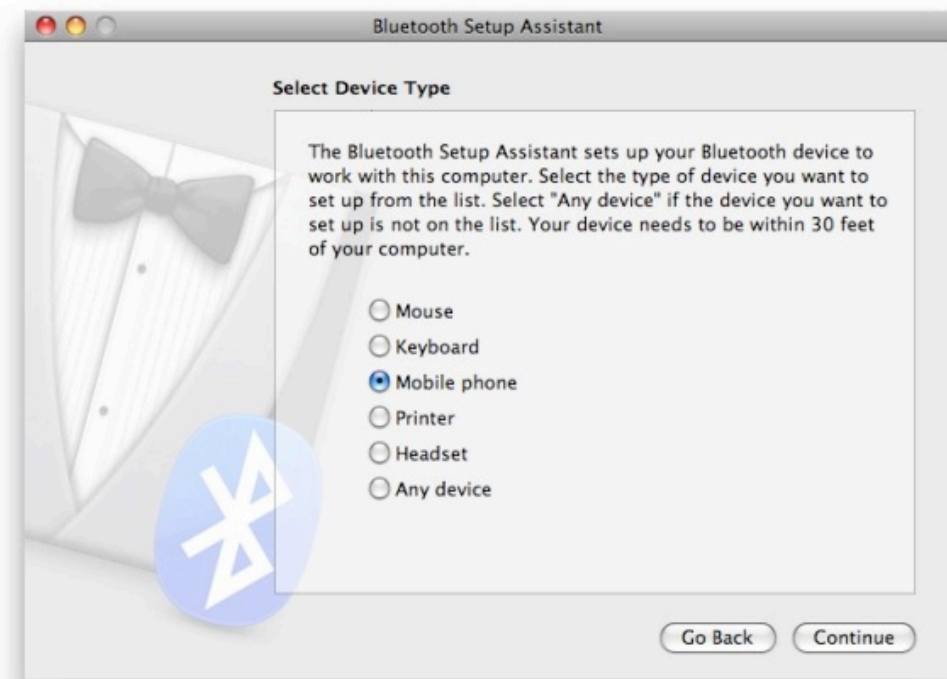 Bluetooth Setup Assistant
Select Device Type
The Bluetooth Setup Assistant sets up your Bluetooth device to
work with this computer. Select the type of device you want to
set up from the list. Select "Any device" if the device you want to
set up is not on the list. Your device needs to be within 30 feet
of your computer.
Mouse
Keyboard
Mobile phone
Printer
Headset
Any device
Go Back
Continue